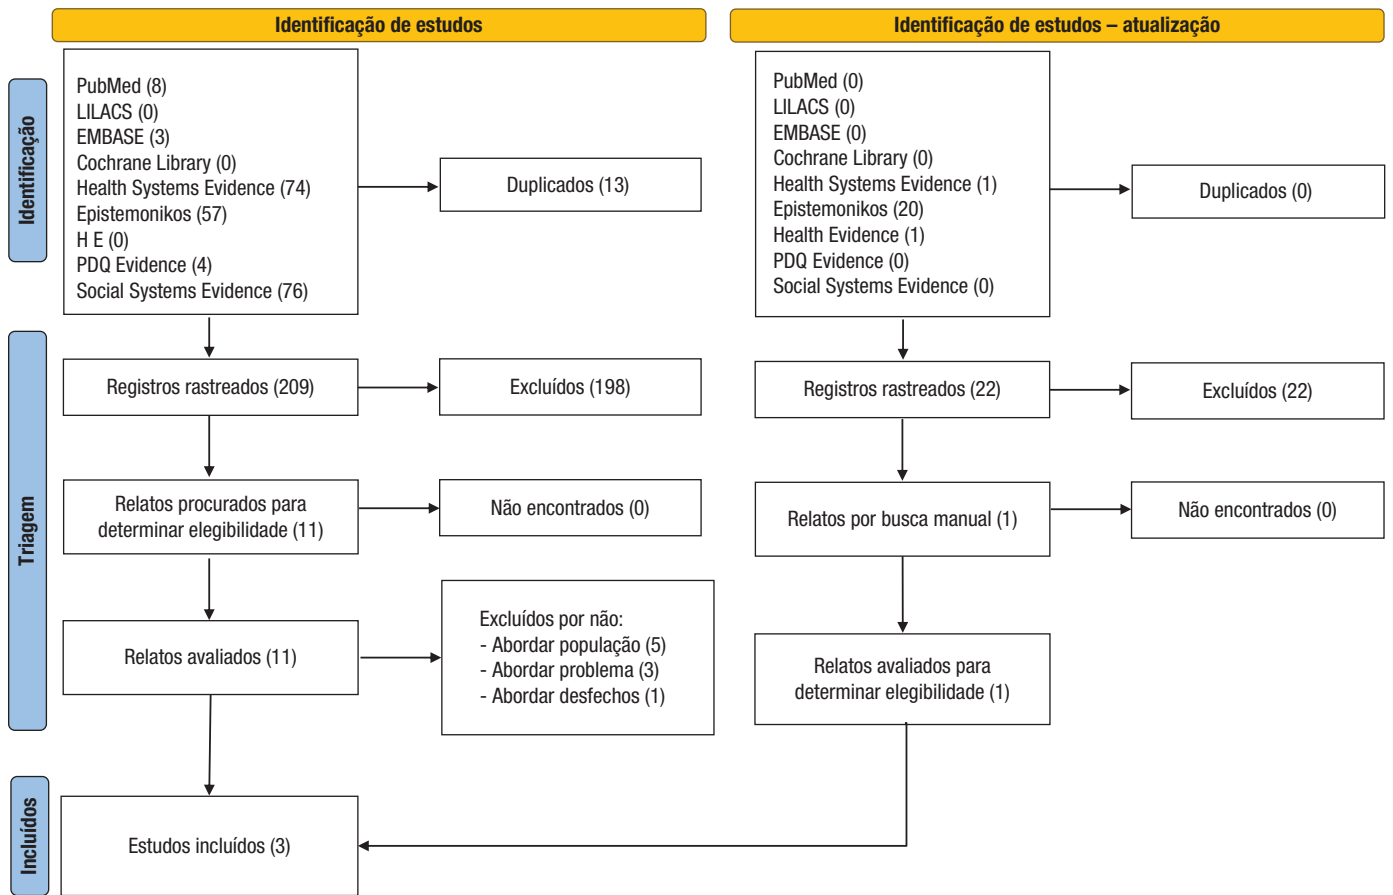 Identificação de estudos
Identificação
PubMed (8)
LILACS (0)
EMBASE (3)
Cochrane Library (0)
Health Systems Evidence (74)
Epistemonikos (57)
H E (0)
PDQ Evidence (4)
Social Systems Evidence (76)
Duplicados (13)
Triagem
Registros rastreados (209)
Excluídos (198)
Relatos procurados para
determinar elegibilidade (11)
Não encontrados (0)
Relatos avaliados (11)
Excluídos por não:
- Abordar população (5)
- Abordar problema (3)
- Abordar desfechos (1)
Incluídos
Estudos incluídos (3)
Identificação de estudos – atualização
PubMed (0)
LILACS (0)
EMBASE (0)
Cochrane Library (0)
Health Systems Evidence (1)
Epistemonikos (20)
Health Evidence (1)
PDQ Evidence (0)
Social Systems Evidence (0)
Duplicados (0)
Registros rastreados (22)
Excluídos (22)
Relatos por busca manual (1)
Não encontrados (0)
Relatos avaliados para
determinar elegibilidade (1)